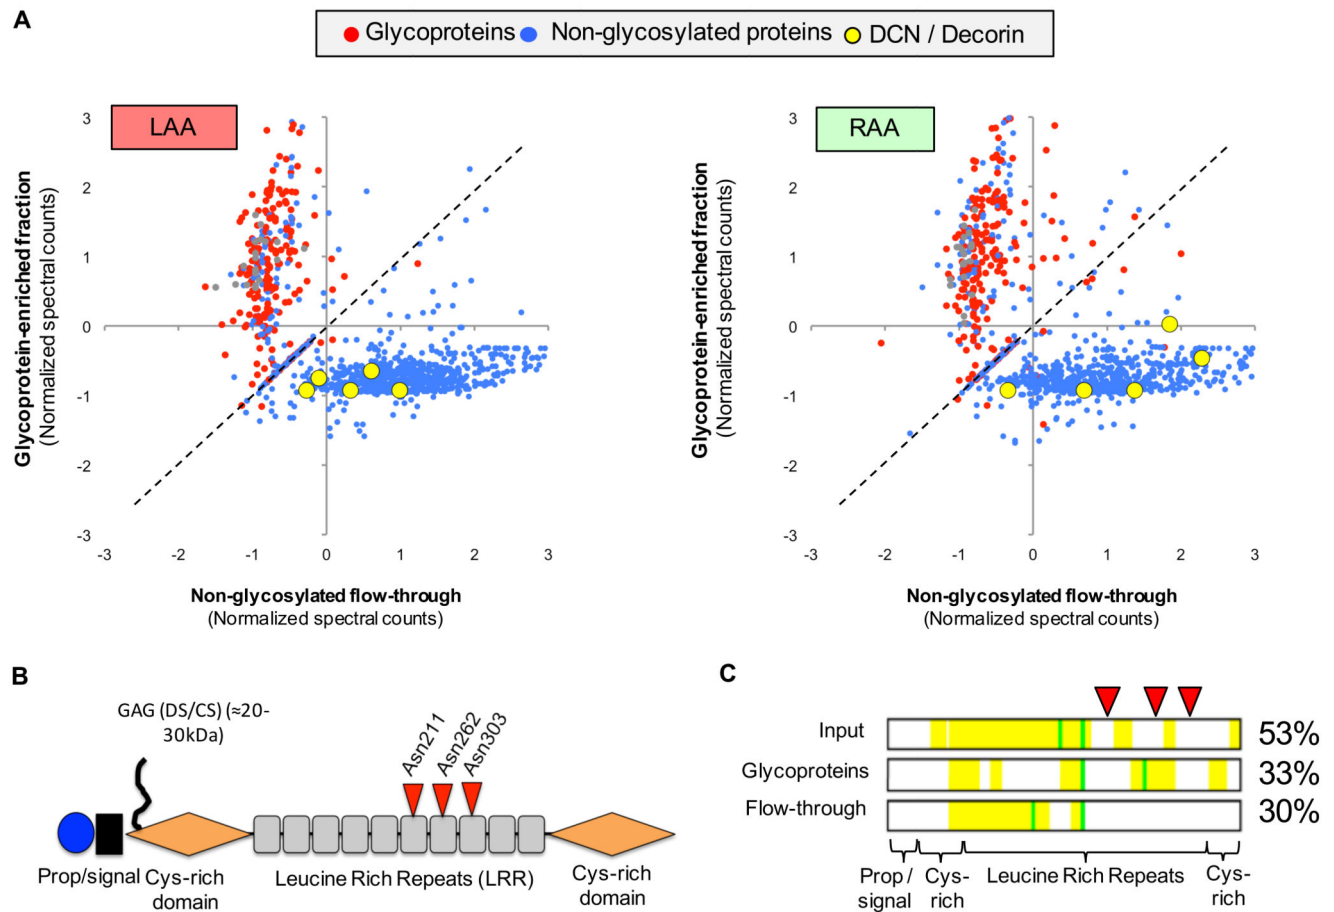 A
Glycoproteins
Non-glycosylated proteins
DCN / Decorin
LAA
Glycoprotein-enriched fraction
(Normalized spectral counts)
3
2
1
0
-1
-2
-3
-3
-2
-1
0
1
2
3
Non-glycosylated flow-through
(Normalized spectral counts)
RAA
Glycoprotein-enriched fraction
(Normalized spectral counts)
3
2
1
0
-1
-2
-3
-3
-2
-1
0
1
2
3
Non-glycosylated flow-through
(Normalized spectral counts)
B
GAG (DS/CS) (≈20-
30kDa)
Asn211
Asn262
Asn303
Prop/signal
Cys-rich
domain
Leucine Rich Repeats (LRR)
Cys-rich
domain
C
Input
53%
Glycoproteins
33%
Flow-through
30%
Prop /
signal
Cys-
rich
Leucine Rich Repeats
Cys-
rich